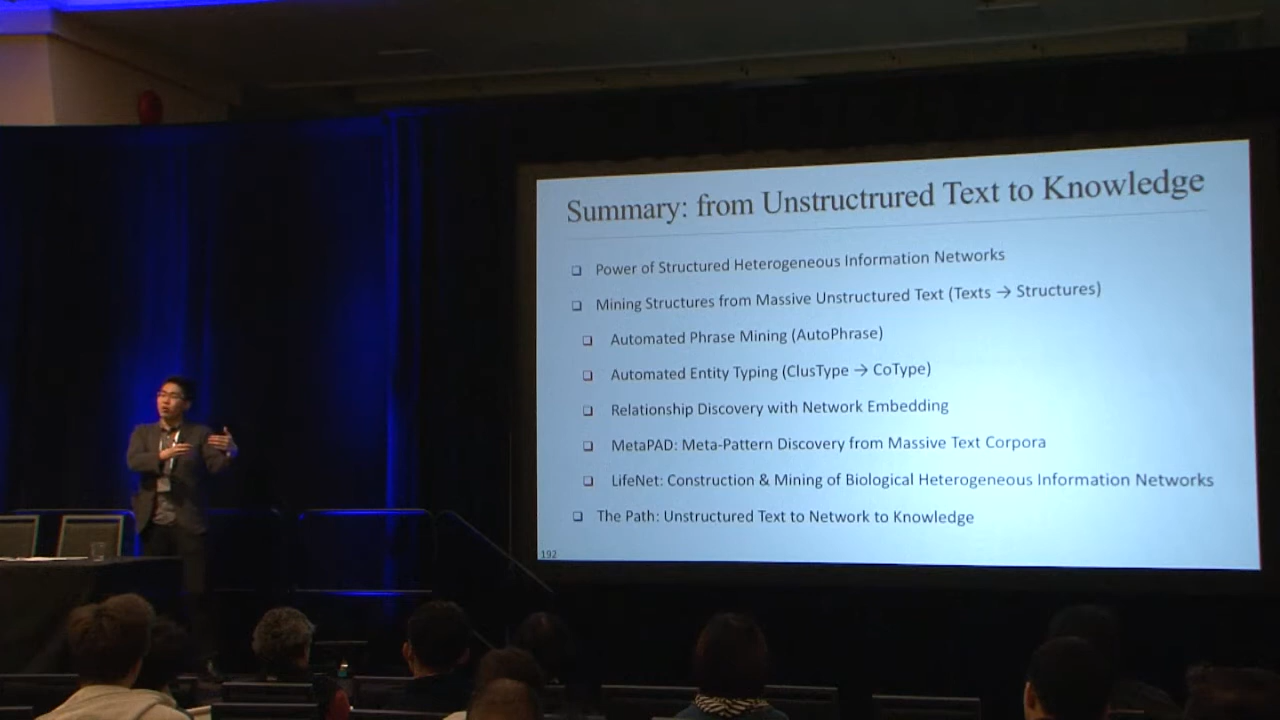 Summary: from Unstructrured Text to Knowledge
❑ Power of Structured Heterogeneous Information Networks
❑ Mining Structures from Massive Unstructured Text (Texts → Structures)
❑ Automated Phrase Mining (AutoPhrase)
❑ Automated Entity Typing (ClusType → CoType)
❑ Relationship Discovery with Network Embedding
❑ MetaPAD: Meta-Pattern Discovery from Massive Text Corpora
❑ LifeNet: Construction & Mining of Biological Heterogeneous Information Networks
❑ The Path: Unstructured Text to Network to Knowledge
192